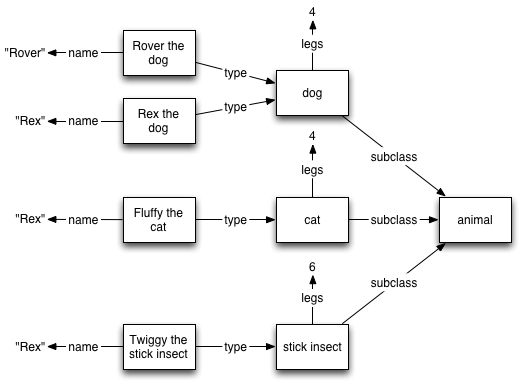 4
legs
"Rover"
name
Rover the
dog
type
dog
"Rex"
name
Rex the
dog
type
subclass
4
legs
"Rex"
name
Fluffy the
cat
type
cat
subclass
animal
6
legs
subclass
"Rex"
name
Twiggy the
stick insect
type
stick insect